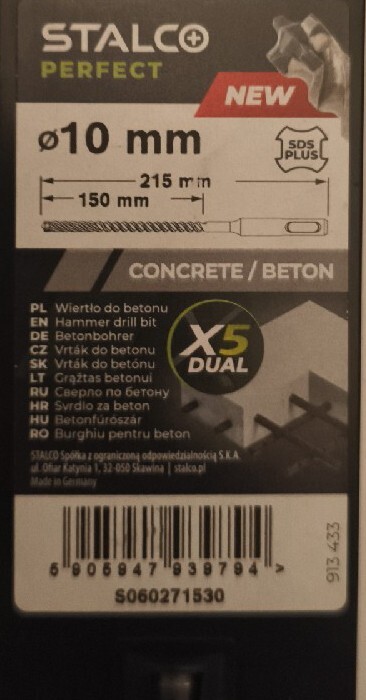 STALCO
PERFECT
NEW
ø10 mm
SDS
PLUS
215 mm
150 mm
CONCRETE / BETON
PL Wiertło do betonu
EN Hammer drill bit
DE Betonbohrer
CZ Vrták do betonu
SK Vrták do betónu
LT Grąžtas betonui
RU Сверло по бетону
HR Svrdlo za beton
HU Betonfúrószár
RO Burghiu pentru beton
X5
DUAL
STALCO Spółka z ograniczoną odpowiedzialnością S.K.A.
ul. Ofiar Katynia 1, 32-050 Skawina | stalco.pl
Made in Germany
5 905947 939794 >
S060271530
913 433